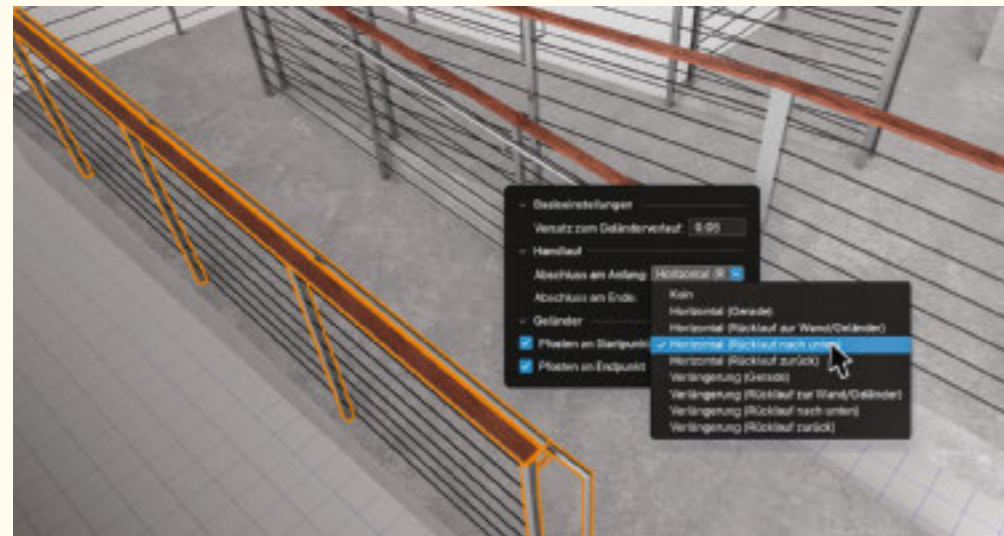 Basiseinstellungen
Versatz zum Geländerverlauf: 0.05
Handlauf
Abschluss am Anfang: Horizontal (R
Abschluss am Ende:
Kein
Horizontal (Gerade)
Horizontal (Rücklauf zur Wand/Geländer)
Geländer
Pfosten an Startpunkt
Horizontal (Rücklauf nach unten)
Horizontal (Rücklauf zurück)
Pfosten an Endpunkt
Verlängerung (Gerade)
Verlängerung (Rücklauf zur Wand/Geländer)
Verlängerung (Rücklauf nach unten)
Verlängerung (Rücklauf zurück)